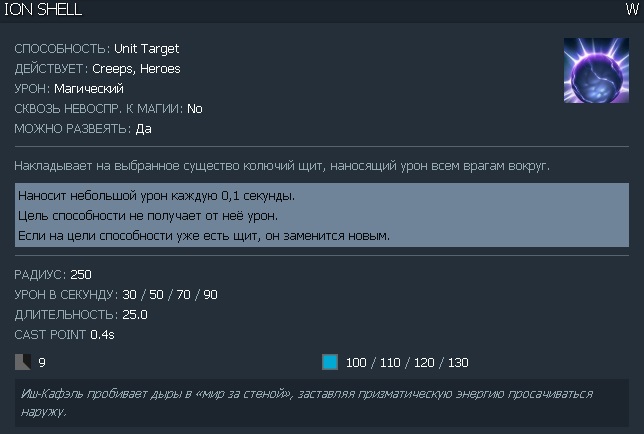 ION SHELL W
СПОСОБНОСТЬ: Unit Target
ДЕЙСТВУЕТ: Creeps, Heroes
УРОН: Магический
СКВОЗЬ НЕВОСПР. К МАГИИ: No
МОЖНО РАЗВЕЯТЬ: Да
Накладывает на выбранное существо колючий щит, наносящий урон всем врагам вокруг.
Наносит небольшой урон каждую 0,1 секунды.
Цель способности не получает от неё урон.
Если на цели способности уже есть щит, он заменится новым.
РАДИУС: 250
УРОН В СЕКУНДУ: 30 / 50 / 70 / 90
ДЛИТЕЛЬНОСТЬ: 25.0
CAST POINT 0.4s
9 100 / 110 / 120 / 130
Иш-Кафэль пробивает дыры в «мир за стеной», заставляя призматическую энергию просачиваться
наружу.